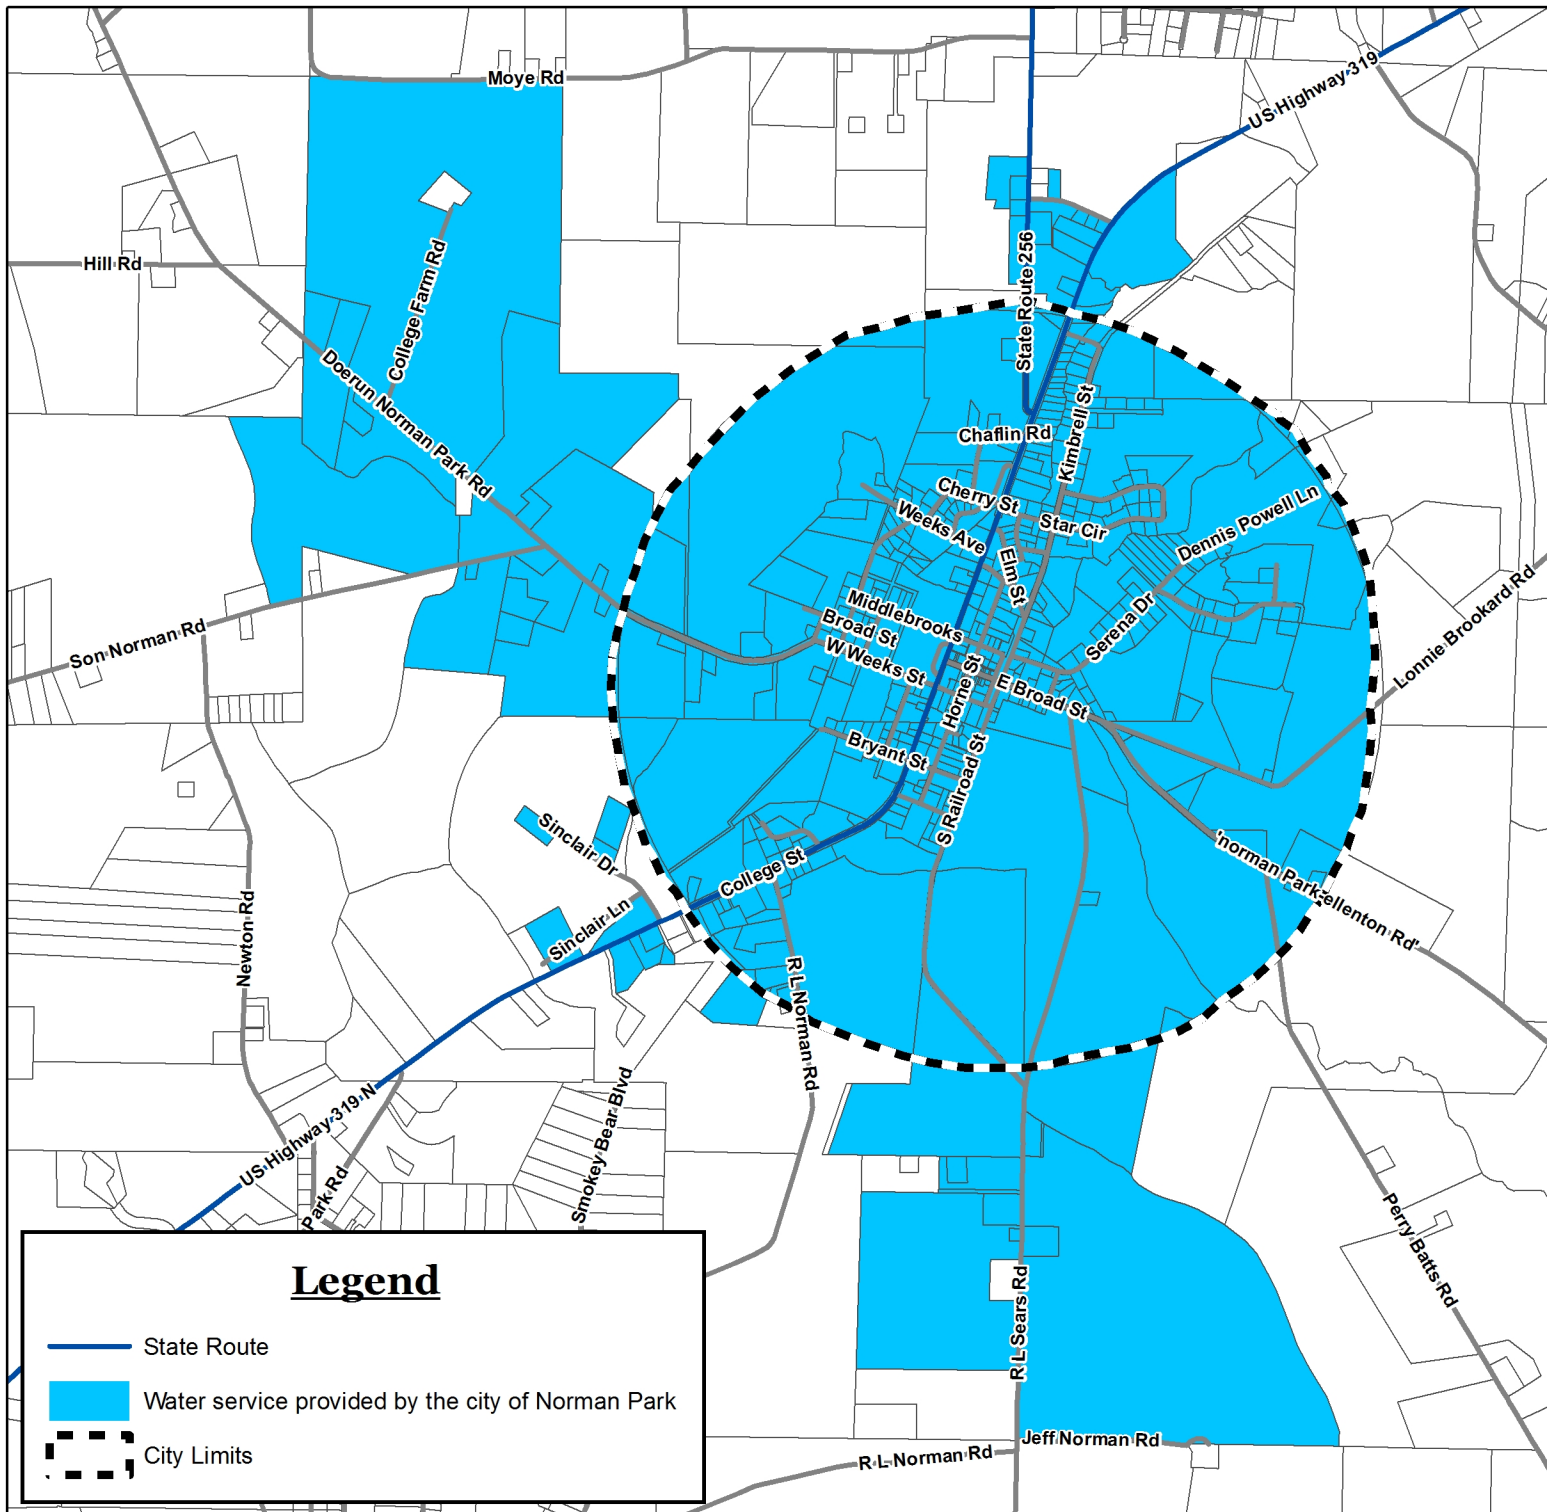 Moye Rd
US Highway 319
Hill Rd
College Farm Rd
State Route 256
Doerun Norman Park Rd
Chaflin Rd
Kimbrell St
Cherry St
Weeks Ave
Star Cir
Dennis Powell Ln
Elm St
Middlebrooks
Broad St
W Weeks St
Serena Dr
Lonnie Brookard Rd
Son Norman Rd
Horne St
E Broad St
Bryant St
S Railroad St
Sinclair Dr
College St
'norman Park-ellenton Rd'
Sinclair Ln
Newton Rd
R L Norman Rd
US Highway 319 N
Smokey Bear Blvd
Park Rd
Perry Batts Rd
R L Sears Rd
Jeff Norman Rd
R L Norman Rd
Legend
State Route
Water service provided by the city of Norman Park
City Limits